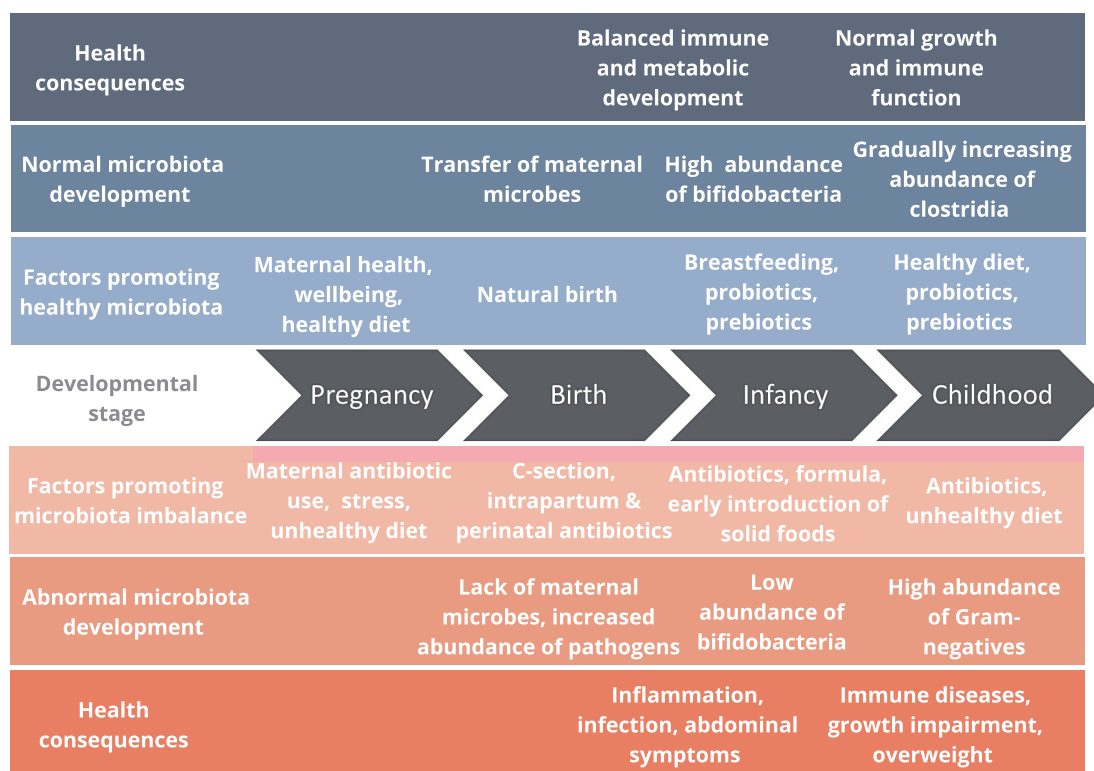 Health
consequences
Balanced immune
and metabolic
development
Normal growth
and immune
function
Normal microbiota
development
Transfer of maternal
microbes
High abundance
of bifidobacteria
Gradually increasing
abundance of
clostridia
Factors promoting
healthy microbiota
Maternal health,
wellbeing,
healthy diet
Natural birth
Breastfeeding,
probiotics,
prebiotics
Healthy diet,
probiotics,
prebiotics
Developmental
stage
Pregnancy
Birth
Infancy
Childhood
Factors promoting
microbiota imbalance
Maternal antibiotic
use, stress,
unhealthy diet
C-section,
intrapartum &
perinatal antibiotics
Antibiotics, formula,
early introduction of
solid foods
Antibiotics,
unhealthy diet
Abnormal microbiota
development
Lack of maternal
microbes, increased
abundance of pathogens
Low
abundance of
bifidobacteria
High abundance
of Gram-
negatives
Health
consequences
Inflammation,
infection, abdominal
symptoms
Immune diseases,
growth impairment,
overweight